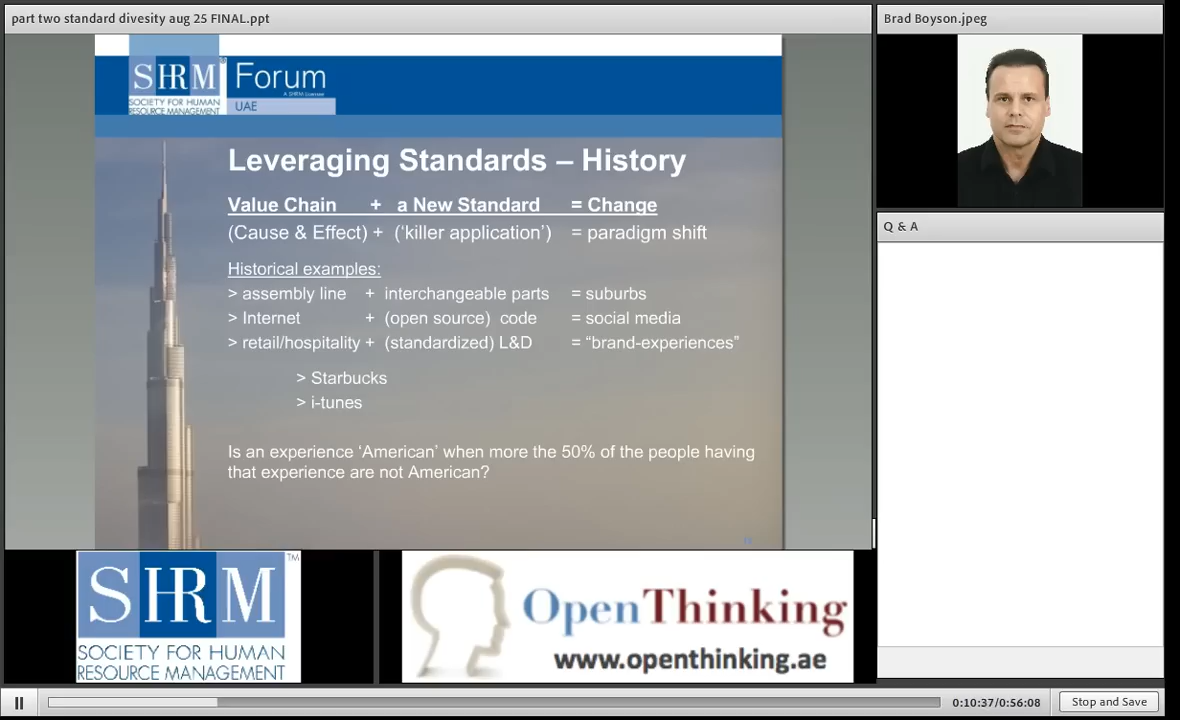 part two standard divesity aug 25 FINAL.ppt
Brad Boyson.jpeg
SHRM®
SOCIETY FOR HUMAN
RESOURCE MANAGEMENT
Forum
A SHRM Licensee
UAE
Leveraging Standards – History
Value Chain + a New Standard = Change
(Cause & Effect) + (‘killer application’) = paradigm shift
Historical examples:
> assembly line + interchangeable parts = suburbs
> Internet + (open source) code = social media
> retail/hospitality + (standardized) L&D = “brand-experiences”
> Starbucks
> i-tunes
Is an experience ‘American’ when more the 50% of the people having
that experience are not American?
Q & A
SHRM™
SOCIETY FOR HUMAN
RESOURCE MANAGEMENT
OpenThinking
www.openthinking.ae
0:10:37/0:56:08
Stop and Save